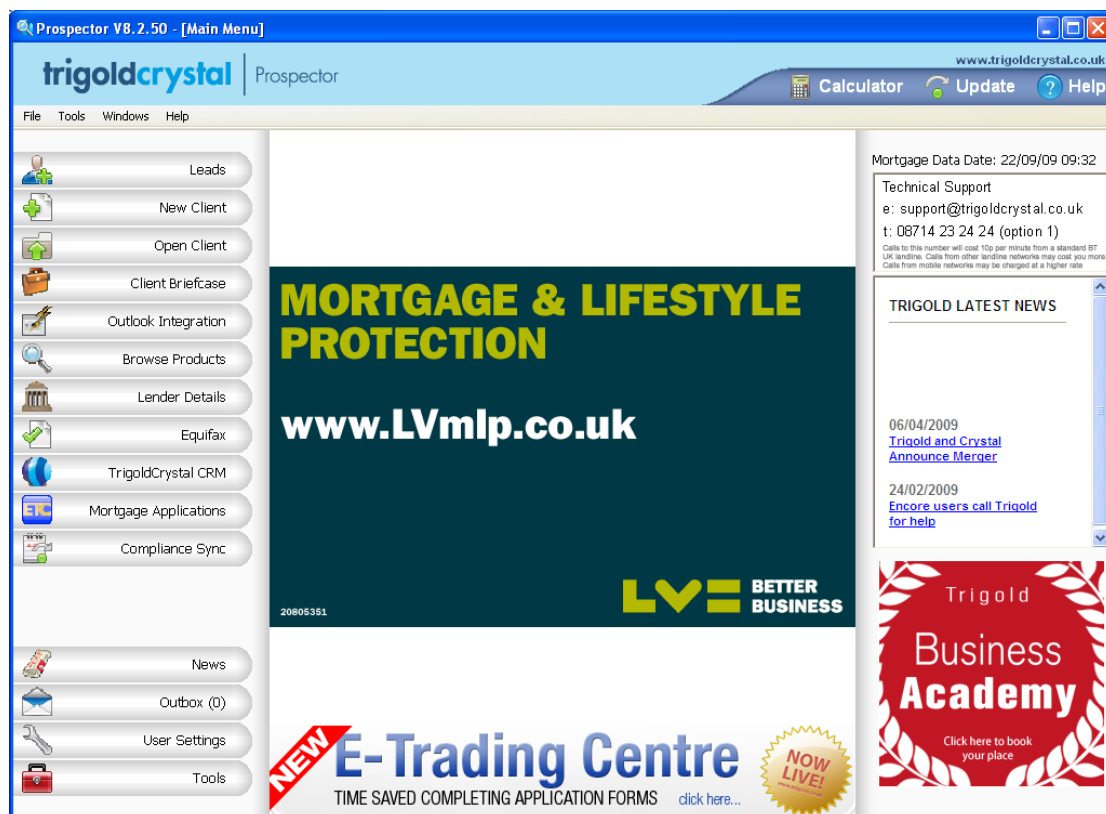 Prospector V8.2.50 - [Main Menu]
trigoldcrystal Prospector
www.trigoldcrystal.co.uk
Calculator Update Help
File Tools Windows Help
Leads
New Client
Open Client
Client Briefcase
Outlook Integration
Browse Products
Lender Details
Equifax
TrigoldCrystal CRM
ETC
Mortgage Applications
Compliance Sync
News
Outbox (0)
User Settings
Tools
MORTGAGE & LIFESTYLE
PROTECTION
www.LVmlp.co.uk
20805351
LV=
BETTER
BUSINESS
NEW
E-Trading Centre
TIME SAVED COMPLETING APPLICATION FORMS click here...
NOW
LIVE!
Mortgage Data Date: 22/09/09 09:32
Technical Support
e: support@trigoldcrystal.co.uk
t: 08714 23 24 24 (option 1)
Calls to this number will cost 10p per minute from a standard BT
UK landline. Calls from other landline networks may cost you more.
Calls from mobile networks may be charged at a higher rate
TRIGOLD LATEST NEWS
06/04/2009
Trigold and Crystal
Announce Merger
24/02/2009
Encore users call Trigold
for help
Trigold
Business
Academy
Click here to book
your place